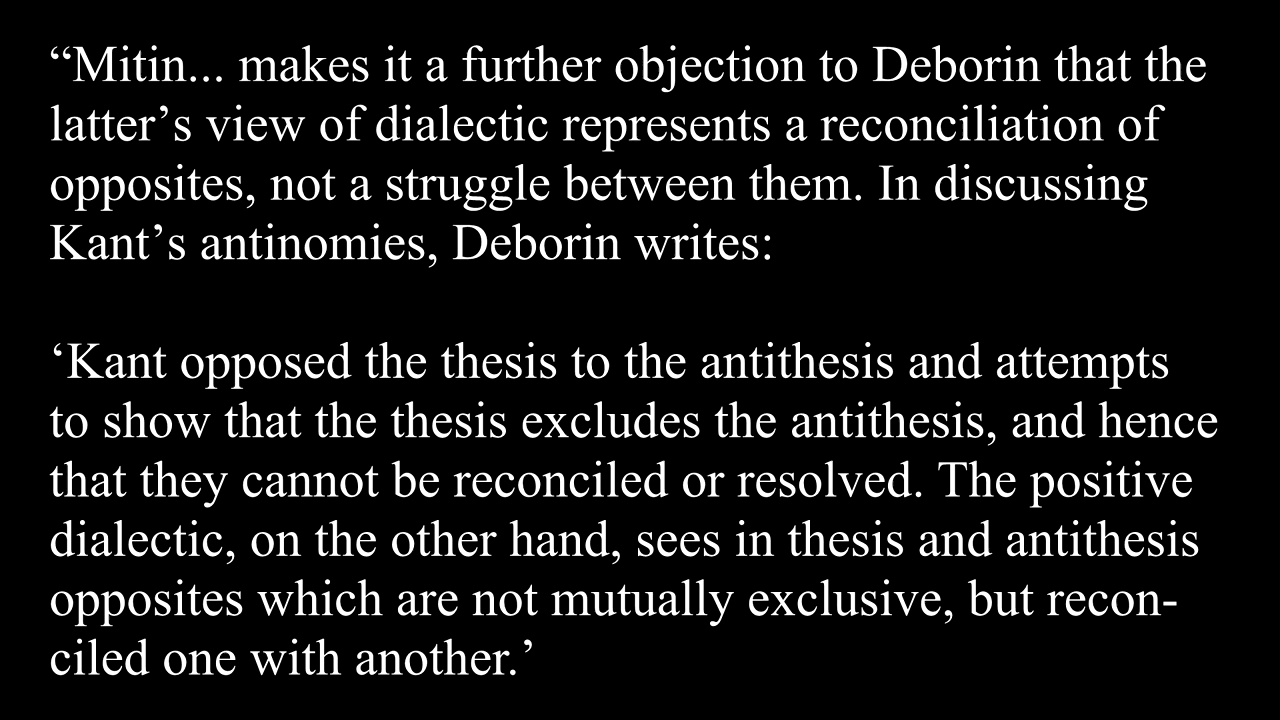 “Mitin... makes it a further objection to Deborin that the
latter’s view of dialectic represents a reconciliation of
opposites, not a struggle between them. In discussing
Kant’s antinomies, Deborin writes:
‘Kant opposed the thesis to the antithesis and attempts
to show that the thesis excludes the antithesis, and hence
that they cannot be reconciled or resolved. The positive
dialectic, on the other hand, sees in thesis and antithesis
opposites which are not mutually exclusive, but recon-
ciled one with another.’